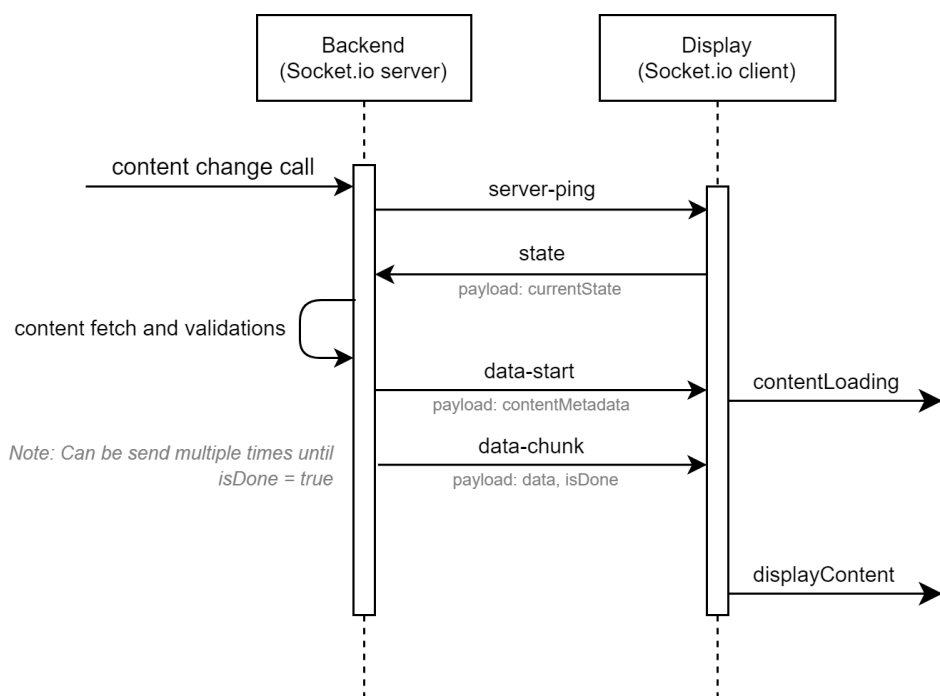 Backend
(Socket.io server)
Display
(Socket.io client)
content change call
server-ping
state
payload: currentState
content fetch and validations
data-start
payload: contentMetadata
contentLoading
Note: Can be send multiple times until
isDone = true
data-chunk
payload: data, isDone
displayContent